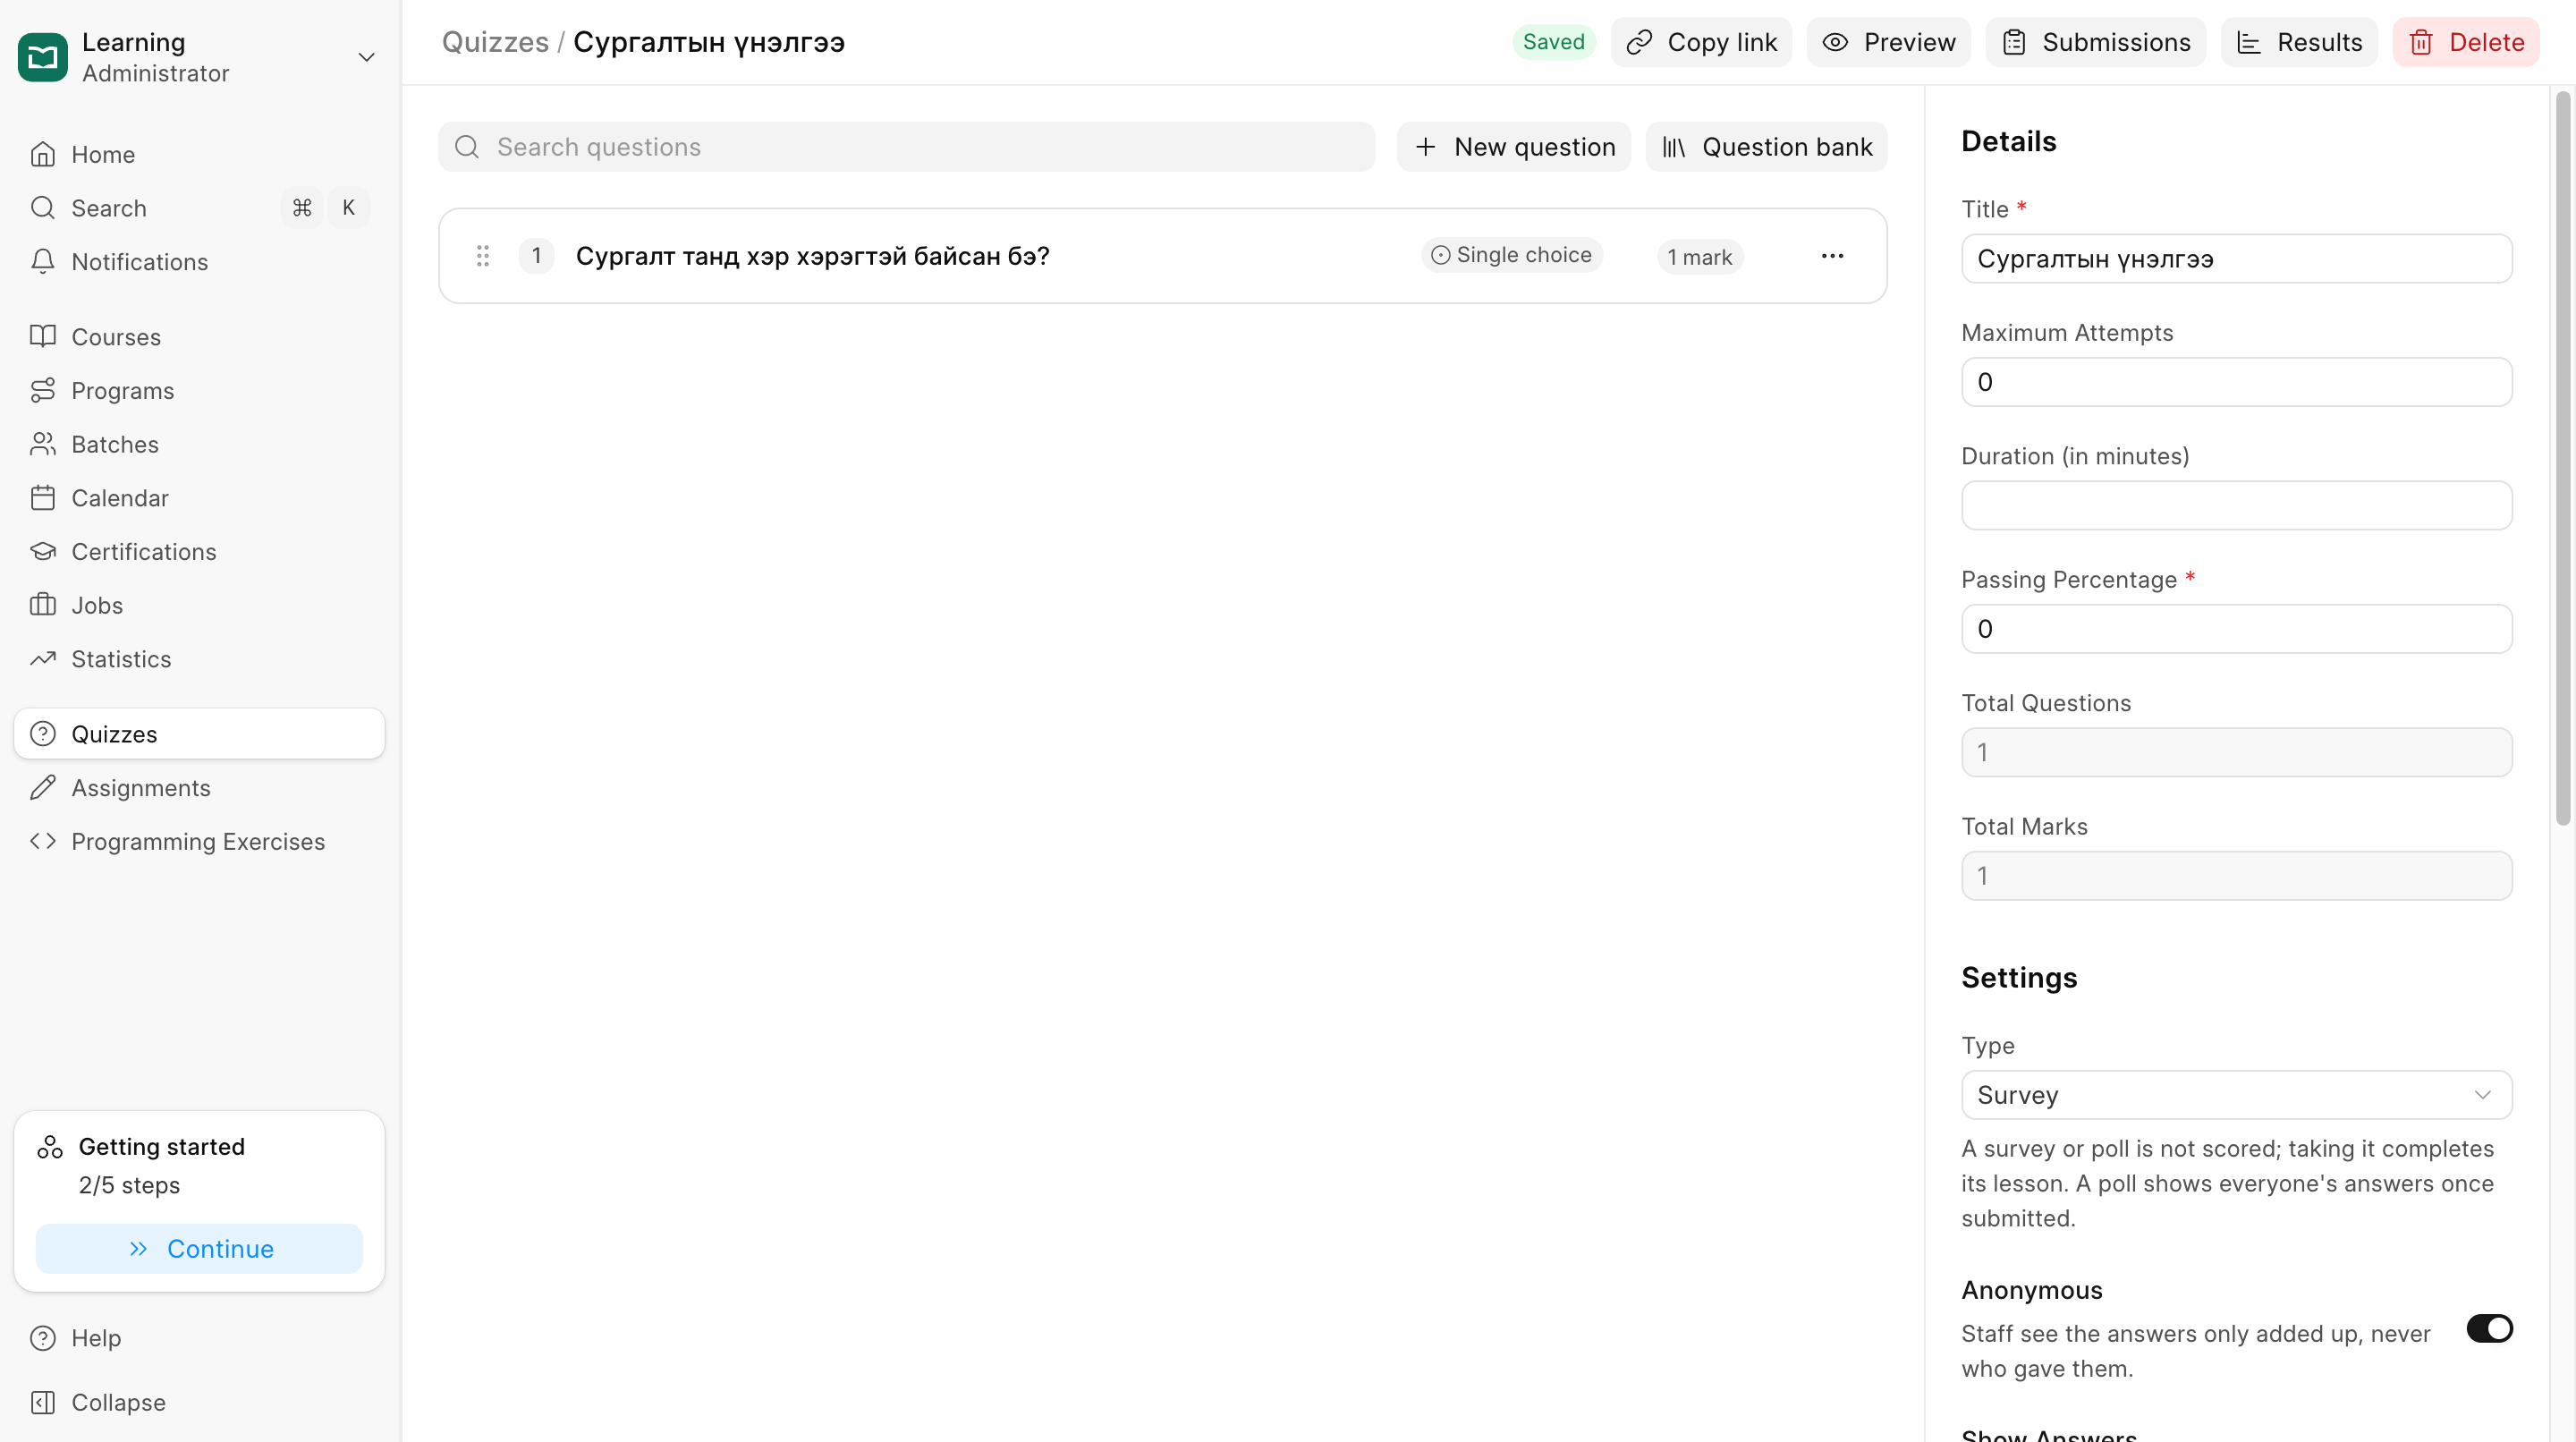 Learning
Administrator
Home
Search ⌘ K
Notifications
Courses
Programs
Batches
Calendar
Certifications
Jobs
Statistics
Quizzes
Assignments
Programming Exercises
Getting started
2/5 steps
Continue
Help
Collapse
Quizzes / Сургалтын үнэлгээ
Saved
Copy link
Preview
Submissions
Results
Delete
Search questions
New question
Question bank
1 Сургалт танд хэр хэрэгтэй байсан бэ? Single choice 1 mark
Details
Title *
Сургалтын үнэлгээ
Maximum Attempts
0
Duration (in minutes)
Passing Percentage *
0
Total Questions
1
Total Marks
1
Settings
Type
Survey
A survey or poll is not scored; taking it completes
its lesson. A poll shows everyone's answers once
submitted.
Anonymous
Staff see the answers only added up, never
who gave them.
Show Answers